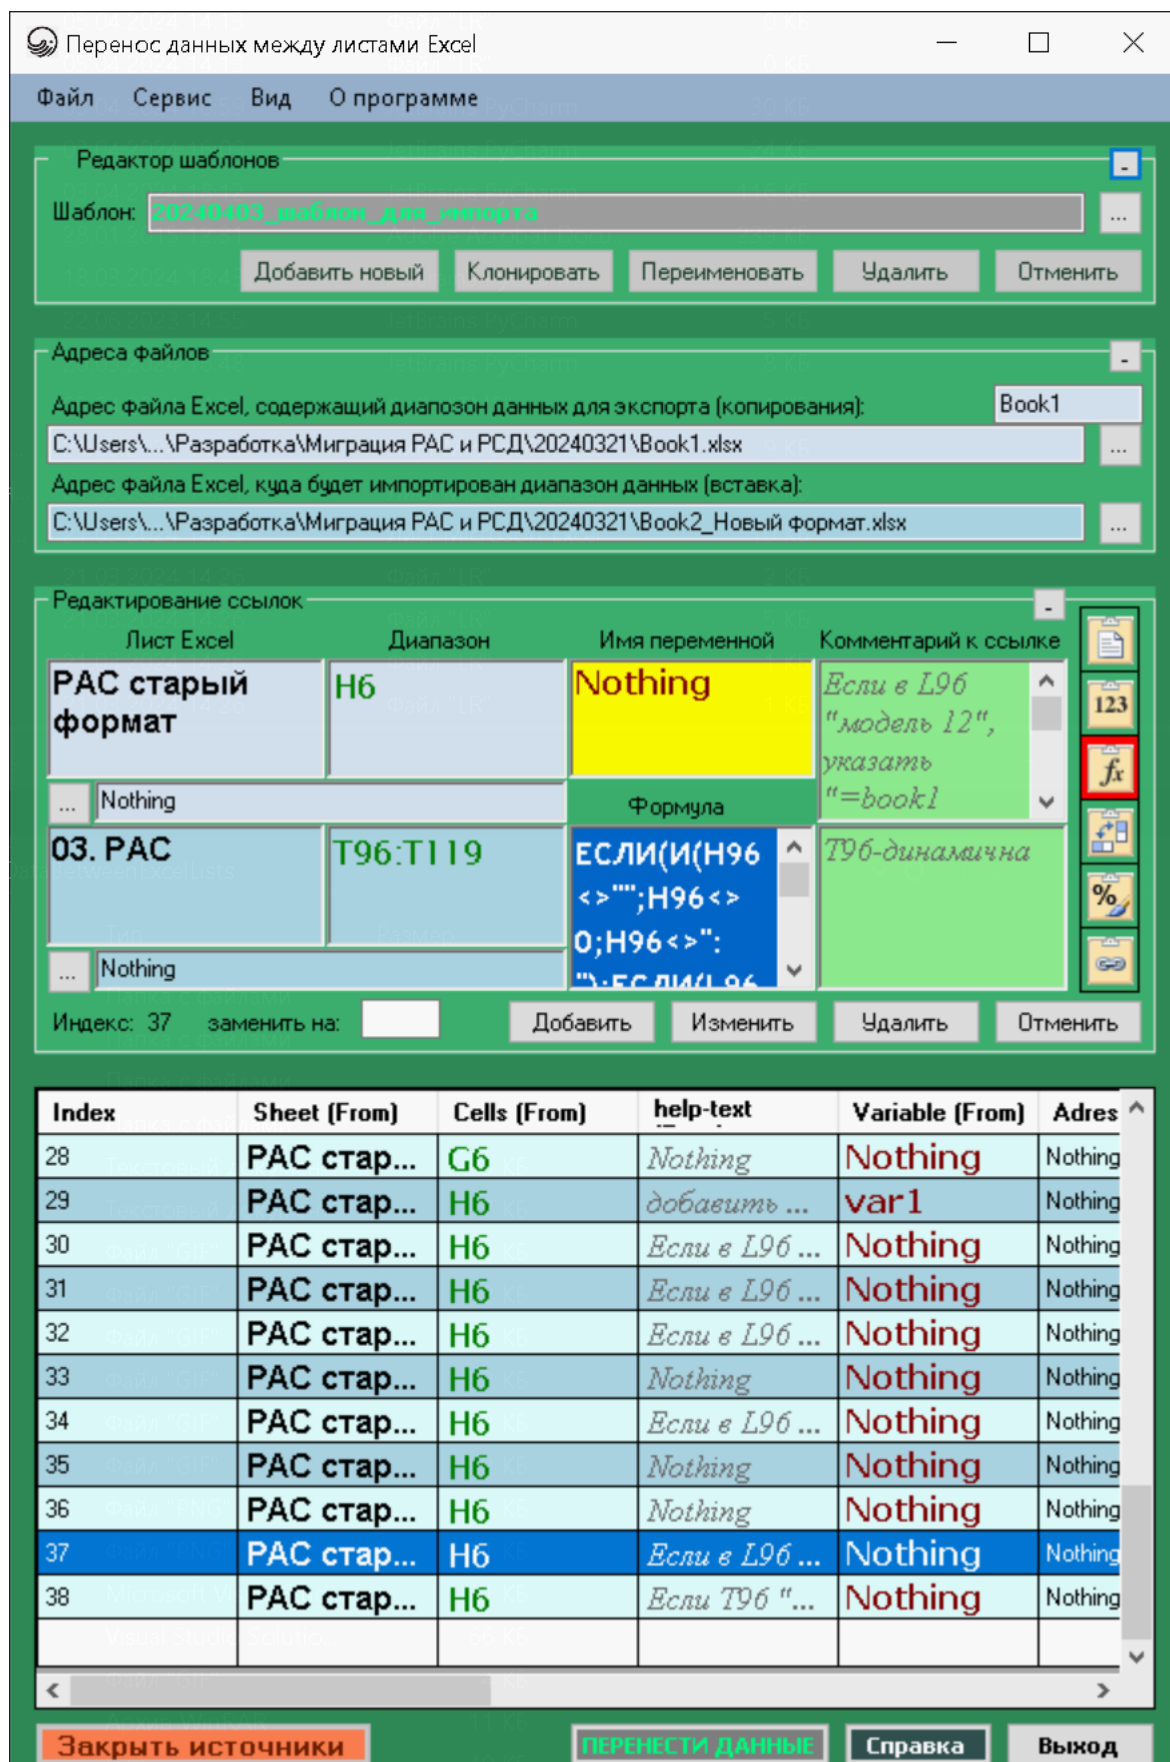 Перенос данных между листами Excel
Файл Сервис Вид О программе
Редактор шаблонов -
Шаблон: 20240403_шаблон_для_импорта ...
Добавить новый Клонировать Переименовать Удалить Отменить
Адреса файлов -
Адрес файла Excel, содержащий диапозон данных для экспорта (копирования): Book1
C:\Users\...\Разработка\Миграция РАС и РСД\20240321\Book1.xlsx ...
Адрес файла Excel, куда будет импортирован диапазон данных (вставка):
C:\Users\...\Разработка\Миграция РАС и РСД\20240321\Book2_Новый формат.xlsx ...
Редактирование ссылок -
Лист Excel Диапазон Имя переменной Комментарий к ссылке
РАС старый
формат
H6
Nothing
Если в L96
"модель 12",
указать
"=book1
123
fx
%
... Nothing
Формула
03. РАС
T96:T119
ЕСЛИ(И(H96
<>"";H96<>
0;H96<>":
");ЕСЛИ(L96
T96-динамична
... Nothing
Индекс: 37 заменить на: Добавить Изменить Удалить Отменить
Index Sheet (From) Cells (From) help-text Variable (From) Adres
28 РАС стар... G6 Nothing Nothing Nothing
29 РАС стар... H6 добавить ... var1 Nothing
30 РАС стар... H6 Если в L96 ... Nothing Nothing
31 РАС стар... H6 Если в L96 ... Nothing Nothing
32 РАС стар... H6 Если в L96 ... Nothing Nothing
33 РАС стар... H6 Nothing Nothing Nothing
34 РАС стар... H6 Если в L96 ... Nothing Nothing
35 РАС стар... H6 Nothing Nothing Nothing
36 РАС стар... H6 Nothing Nothing Nothing
37 РАС стар... H6 Если в L96 ... Nothing Nothing
38 РАС стар... H6 Если T96 "... Nothing Nothing
Закрыть источники ПЕРЕНЕСТИ ДАННЫЕ Справка Выход